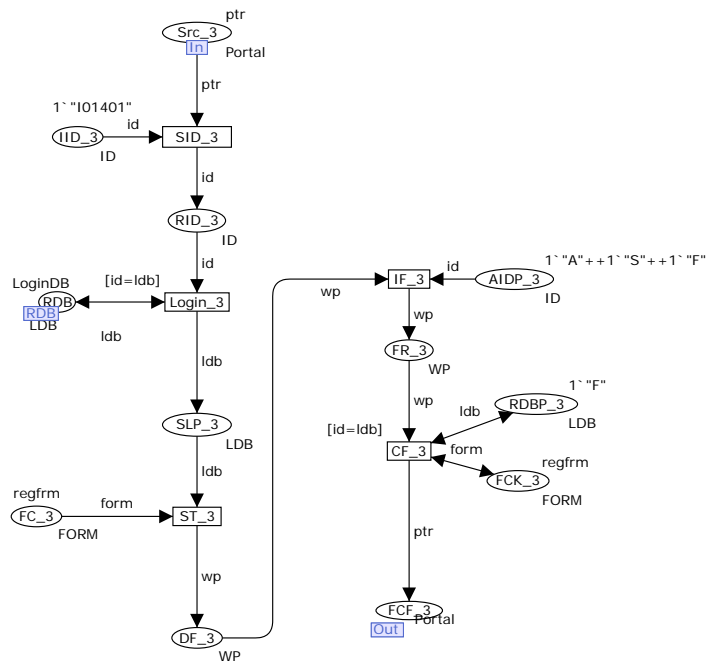 ptr
Src_3
In
Portal
ptr
1`"I01401"
id
IID_3
SID_3
ID
id
RID_3
ID
id
LoginDB
[id=ldb]
RDB
Login_3
RDB
LDB
ldb
ldb
SLP_3
LDB
ldb
regfrm
form
FC_3
ST_3
FORM
wp
DF_3
WP
wp
1`"A"++1`"S"++1`"F"
id
IF_3
AIDP_3
ID
wp
FR_3
WP
wp
1`"F"
ldb
RDBP_3
LDB
[id=ldb]
CF_3
form
regfrm
FCK_3
FORM
ptr
FCF_3
Portal
Out